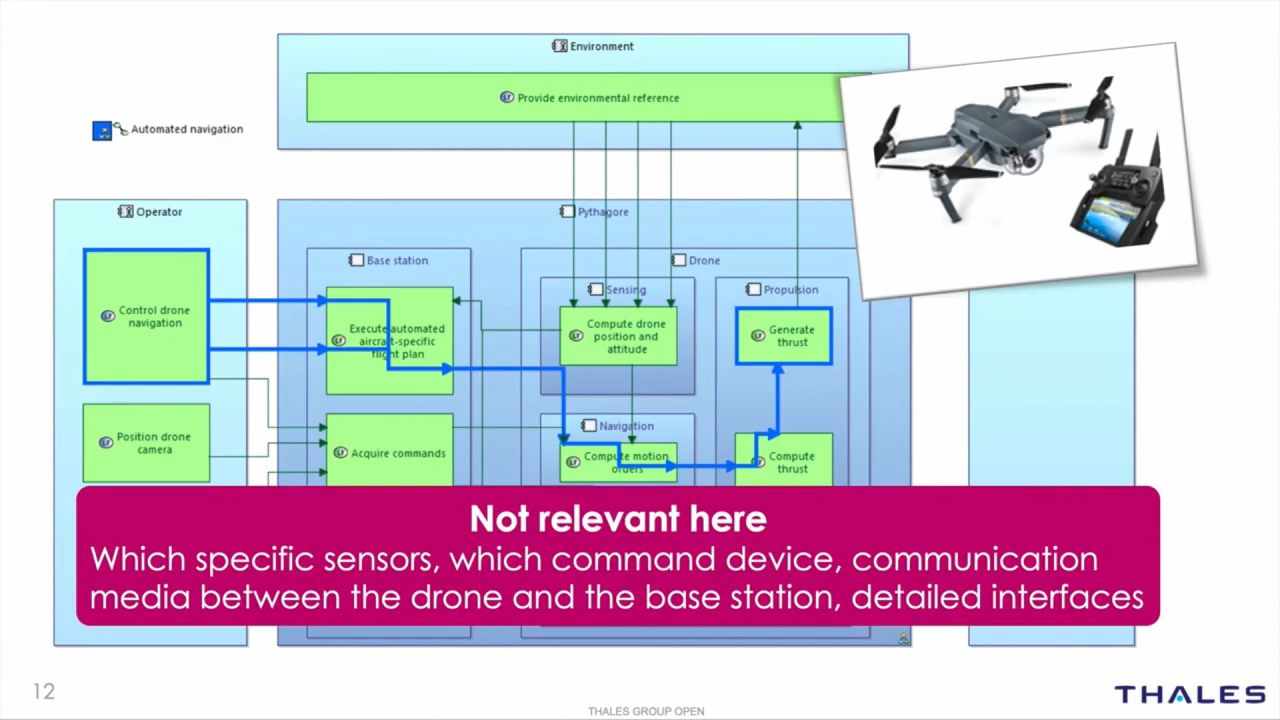 Environment
Provide environmental reference
Automated navigation
Operator
Pythagore
Base station
Drone
Sensing
Propulsion
Control drone
navigation
Execute automated
aircraft-specific
flight plan
Compute drone
position and
attitude
Generate
thrust
Navigation
Position drone
camera
Acquire commands
Compute motion
orders
Compute
thrust
Not relevant here
Which specific sensors, which command device, communication
media between the drone and the base station, detailed interfaces
12
THALES GROUP OPEN
THALES